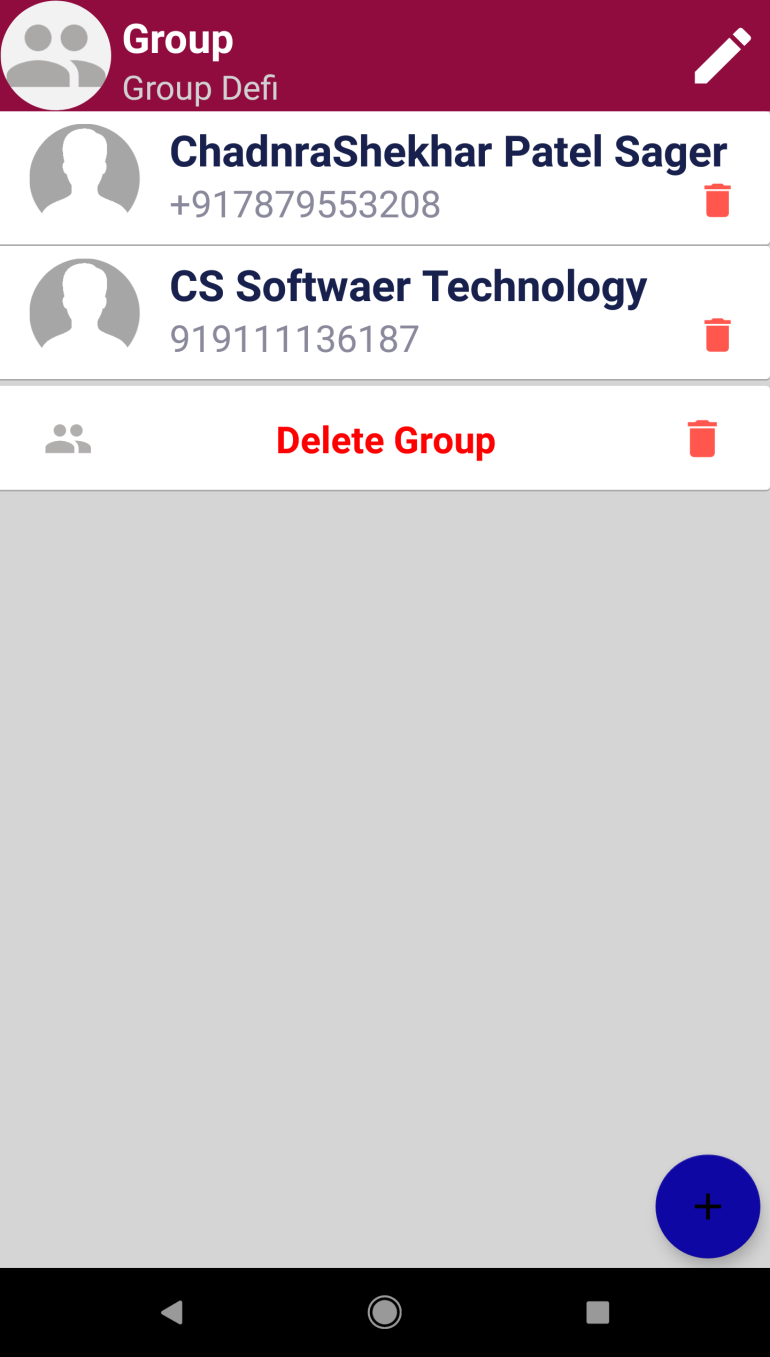 Group
Group Defi
ChadnraShekhar Patel Sager
+917879553208
CS Softwaer Technology
919111136187
Delete Group
+